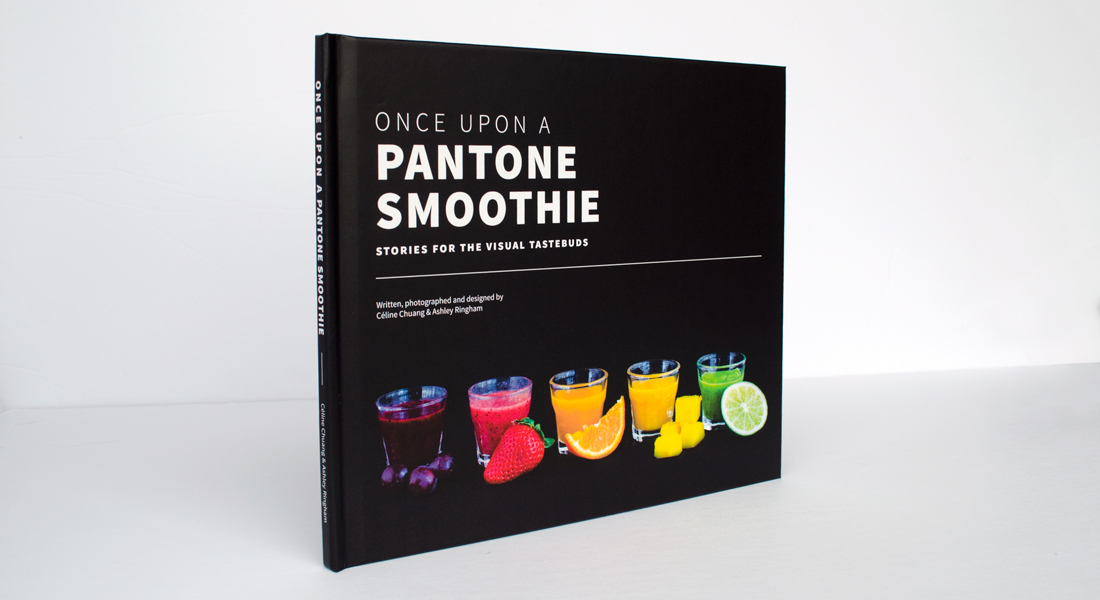 ONCE UPON A PANTONE SMOOTHIE
Céline Chuang & Ashley Ringham
ONCE UPON A
PANTONE
SMOOTHIE
STORIES FOR THE VISUAL TASTEBUDS
Written, photographed and designed by
Céline Chuang & Ashley Ringham